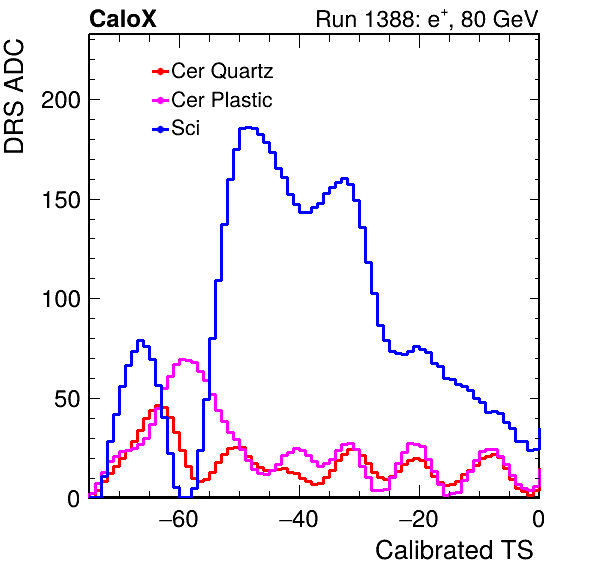 CaloX Run 1388: e⁺, 80 GeV
DRS ADC
Cer Quartz
Cer Plastic
Sci
200
150
100
50
0
−60 −40 −20 0
Calibrated TS